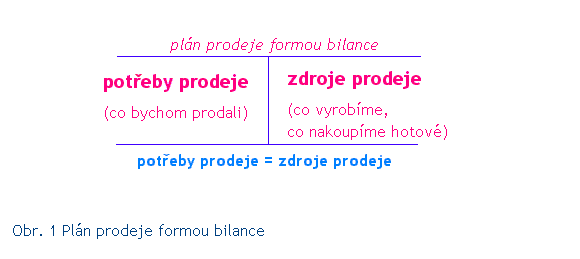 plán prodeje formou bilance
potřeby prodeje
(co bychom prodali)
zdroje prodeje
(co vyrobíme,
co nakoupíme hotové)
potřeby prodeje = zdroje prodeje
Obr. 1 Plán prodeje formou bilance